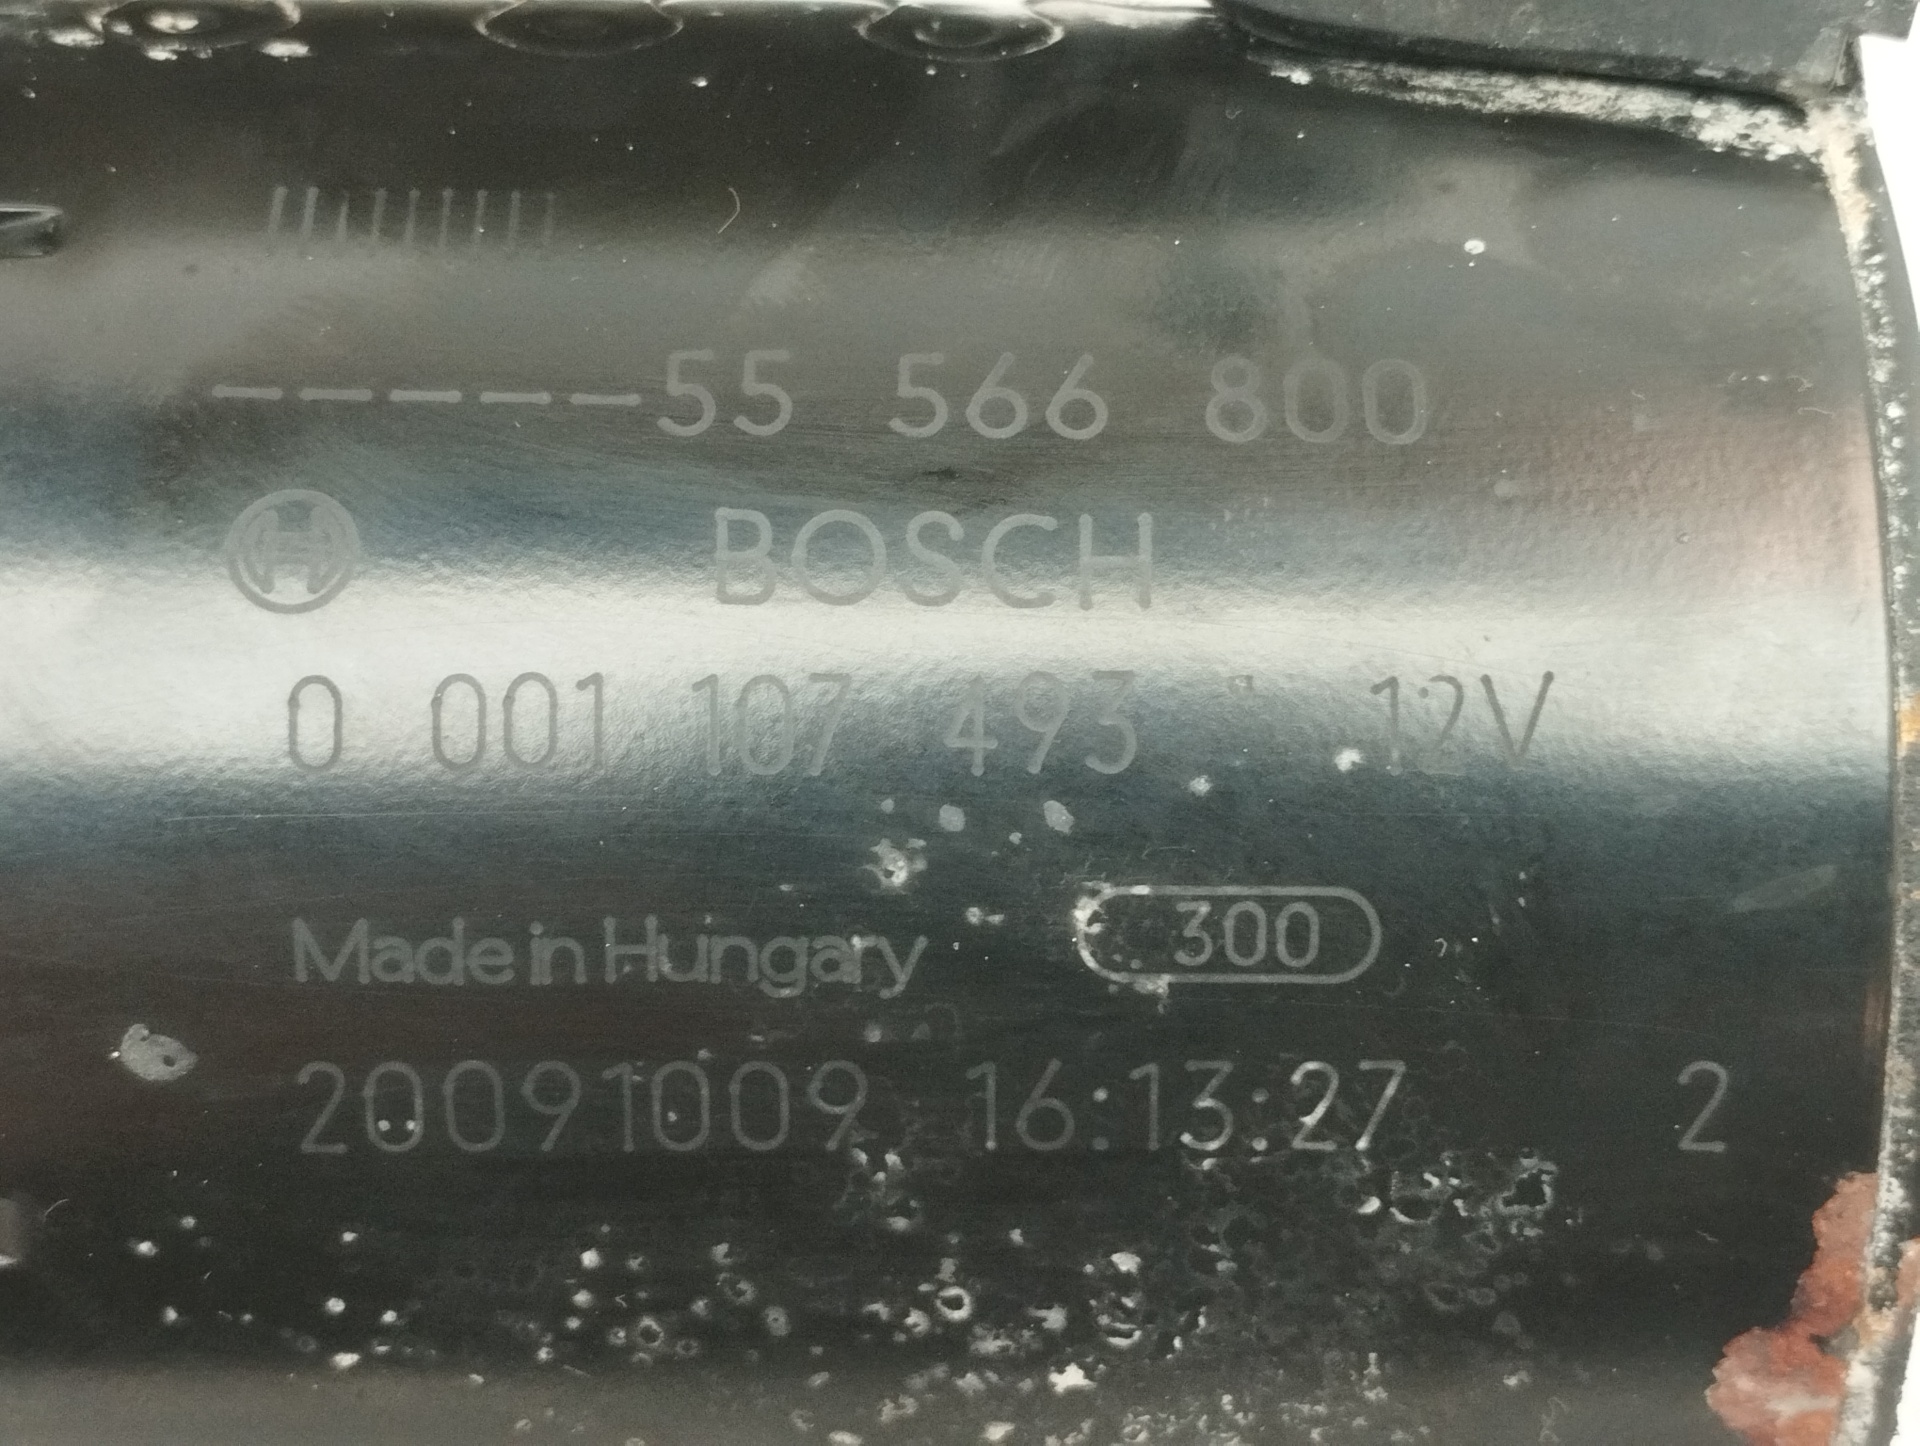 -----55 566 800
BOSCH
0 001 107 493 12V
Made in Hungary 300
20091009 16:13:27 2